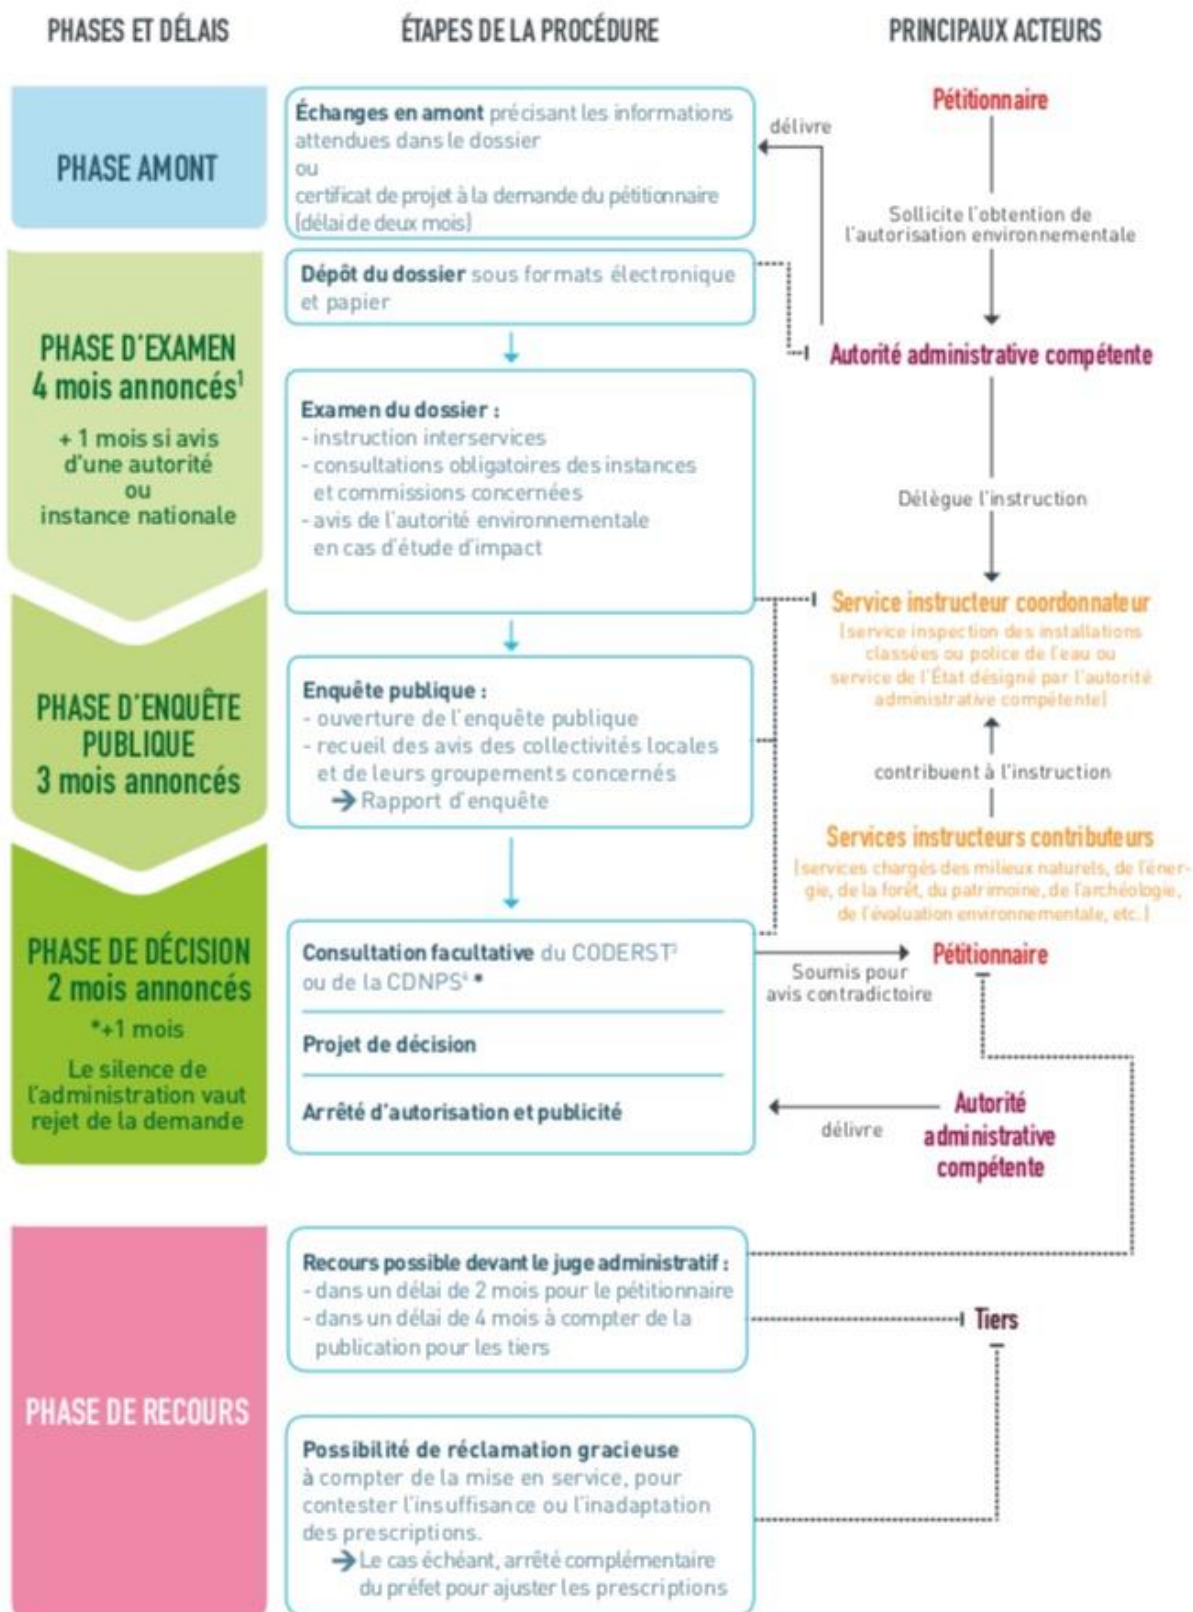 PHASES ET DÉLAIS
ÉTAPES DE LA PROCÉDURE
PRINCIPAUX ACTEURS
PHASE AMONT
Échanges en amont précisant les informations
attendues dans le dossier
ou
certificat de projet à la demande du pétitionnaire
(délai de deux mois)
délivre
Pétitionnaire
Sollicite l'obtention de
l'autorisation environnementale
PHASE D'EXAMEN
4 mois annoncés¹
+ 1 mois si avis
d'une autorité
ou
instance nationale
Dépôt du dossier sous formats électronique
et papier
Autorité administrative compétente
Examen du dossier :
- instruction interservices
- consultations obligatoires des instances
et commissions concernées
- avis de l'autorité environnementale
en cas d'étude d'impact
Délègue l'instruction
Service instructeur coordonnateur
(service inspection des installations
classées ou police de l'eau ou
service de l'État désigné par l'autorité
administrative compétente)
PHASE D'ENQUÊTE
PUBLIQUE
3 mois annoncés
Enquête publique :
- ouverture de l'enquête publique
- recueil des avis des collectivités locales
et de leurs groupements concernés
→ Rapport d'enquête
contribuent à l'instruction
Services instructeurs contributeurs
(services chargés des milieux naturels, de l'éner-
gie, de la forêt, du patrimoine, de l'archéologie,
de l'évaluation environnementale, etc.)
PHASE DE DÉCISION
2 mois annoncés
*+1 mois
Le silence de
l'administration vaut
rejet de la demande
Consultation facultative du CODERST³
ou de la CDNPS⁴ *
Projet de décision
Arrêté d'autorisation et publicité
Soumis pour
avis contradictoire
Pétitionnaire
délivre
Autorité
administrative
compétente
PHASE DE RECOURS
Recours possible devant le juge administratif :
- dans un délai de 2 mois pour le pétitionnaire
- dans un délai de 4 mois à compter de la
publication pour les tiers
Tiers
Possibilité de réclamation gracieuse
à compter de la mise en service, pour
contester l'insuffisance ou l'inadaptation
des prescriptions.
→ Le cas échéant, arrêté complémentaire
du préfet pour ajuster les prescriptions